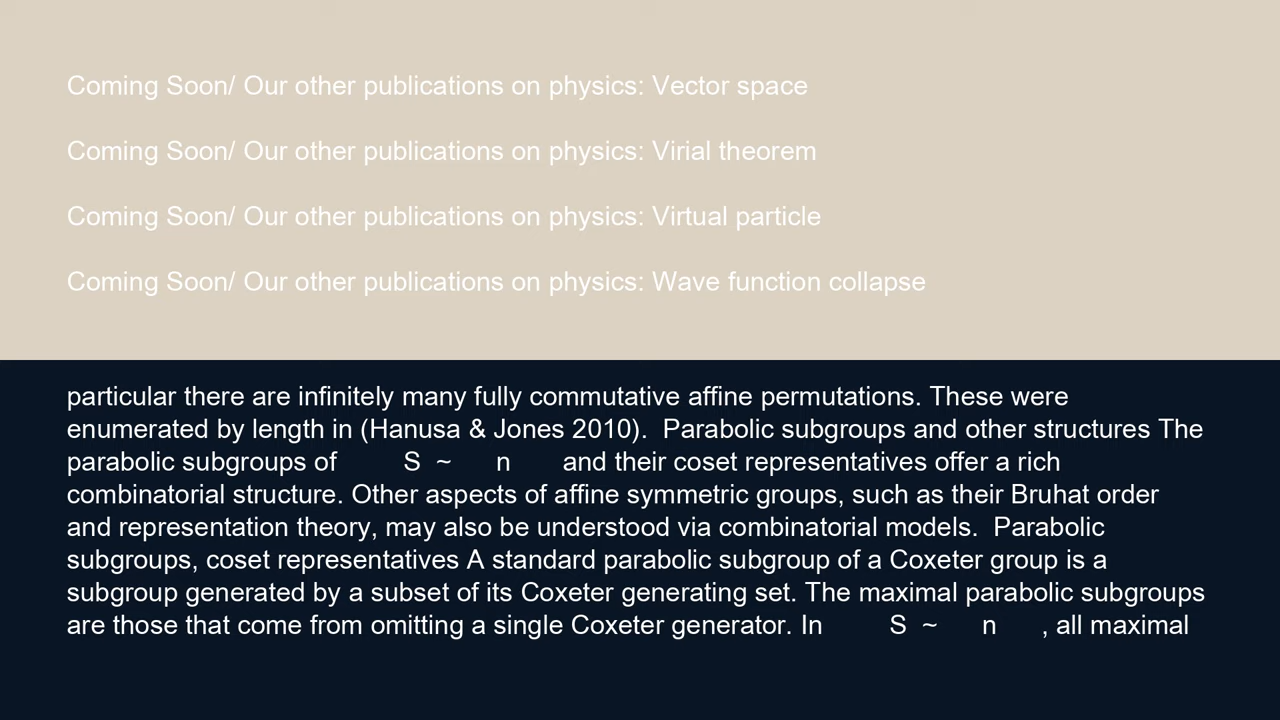 Coming Soon/ Our other publications on physics: Vector space
Coming Soon/ Our other publications on physics: Virial theorem
Coming Soon/ Our other publications on physics: Virtual particle
Coming Soon/ Our other publications on physics: Wave function collapse
particular there are infinitely many fully commutative affine permutations. These were
enumerated by length in (Hanusa & Jones 2010).  Parabolic subgroups and other structures The
parabolic subgroups of S ~ n and their coset representatives offer a rich
combinatorial structure. Other aspects of affine symmetric groups, such as their Bruhat order
and representation theory, may also be understood via combinatorial models.  Parabolic
subgroups, coset representatives A standard parabolic subgroup of a Coxeter group is a
subgroup generated by a subset of its Coxeter generating set. The maximal parabolic subgroups
are those that come from omitting a single Coxeter generator. In S ~ n , all maximal